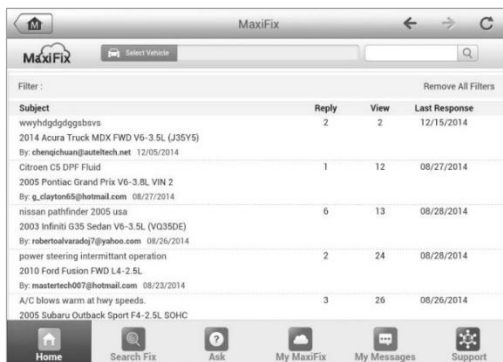 MaxiFix
MaxiFix
Select Vehicle
Filter :
Remove All Filters
Subject Reply View Last Response
wwyhdgdgdggsbsvs 2 2 12/15/2014
2014 Acura Truck MDX FWD V6-3.5L (J35Y5)
By: chengichuan@auteltech.net 12/05/2014
Citroen C5 DPF Fluid 1 12 08/27/2014
2005 Pontiac Grand Prix V6-3.8L VIN 2
By: g_clayton65@hotmail.com 08/27/2014
nissan pathfinder 2005 usa 6 13 08/28/2014
2003 Infiniti G35 Sedan V6-3.5L (VQ35DE)
By: robertoalvaradoj7@yahoo.com 08/26/2014
power steering intermittant operation 2 24 08/28/2014
2010 Ford Fusion FWD L4-2.5L
By: mastertech007@hotmail.com 08/23/2014
A/C blows warm at hwy speeds. 3 26 08/26/2014
2005 Subaru Outback Sport F4-2.5L SOHC
Home Search Fix Ask My MaxiFix My Messages Support